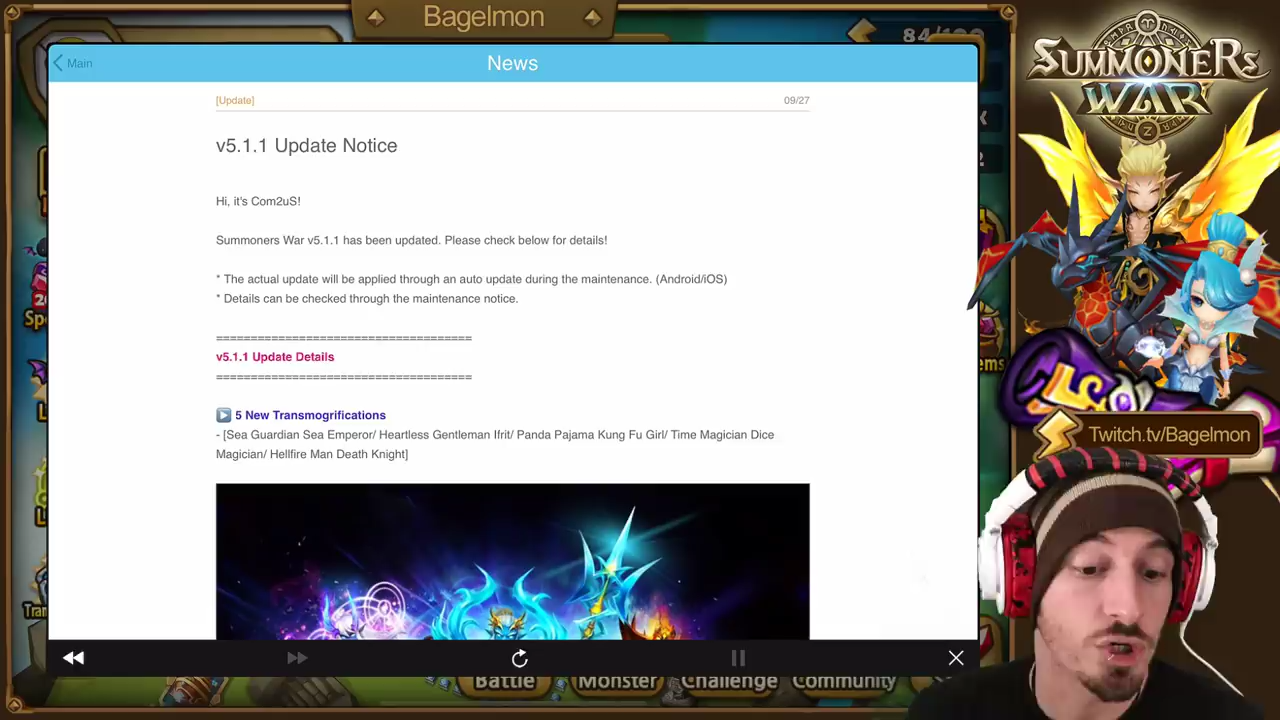 Bagelmon
84/1
Main
News
SUMMONERS
WAR
[Update]
09/27
v5.1.1 Update Notice
Hi, it's Com2uS!
Summoners War v5.1.1 has been updated. Please check below for details!
* The actual update will be applied through an auto update during the maintenance. (Android/iOS)
* Details can be checked through the maintenance notice.
=====================================
v5.1.1 Update Details
=====================================
5 New Transmogrifications
- [Sea Guardian Sea Emperor/ Heartless Gentleman Ifrit/ Panda Pajama Kung Fu Girl/ Time Magician Dice
Magician/ Hellfire Man Death Knight]
Twitch.tv/Bagelmon
Battle
Monster
Challenge
Community